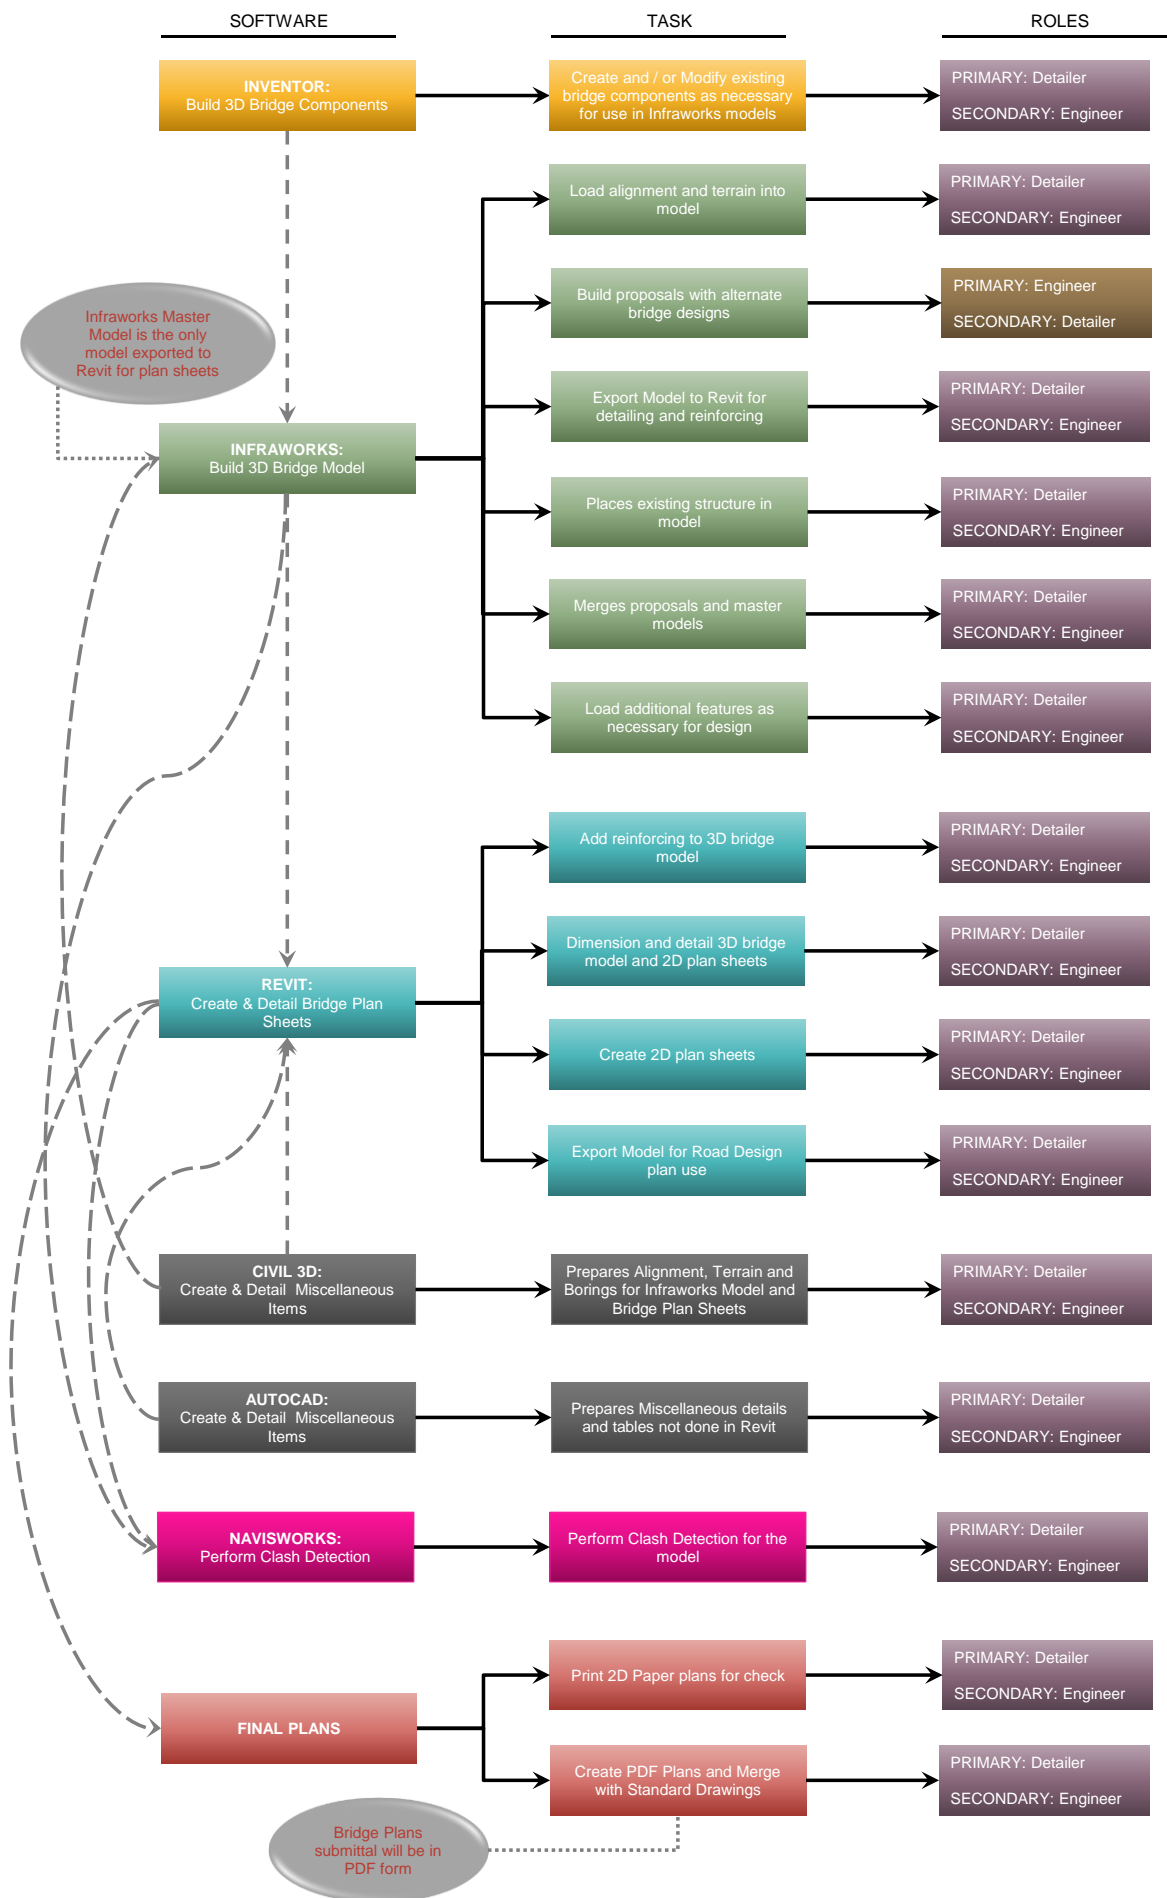 SOFTWARE
TASK
ROLES
INVENTOR:
Build 3D Bridge Components
Create and / or Modify existing
bridge components as necessary
for use in Infraworks models
PRIMARY: Detailer
SECONDARY: Engineer
Load alignment and terrain into
model
PRIMARY: Detailer
SECONDARY: Engineer
Build proposals with alternate
bridge designs
PRIMARY: Engineer
SECONDARY: Detailer
Infraworks Master
Model is the only
model exported to
Revit for plan sheets
Export Model to Revit for
detailing and reinforcing
PRIMARY: Detailer
SECONDARY: Engineer
INFRAWORKS:
Build 3D Bridge Model
Places existing structure in
model
PRIMARY: Detailer
SECONDARY: Engineer
Merges proposals and master
models
PRIMARY: Detailer
SECONDARY: Engineer
Load additional features as
necessary for design
PRIMARY: Detailer
SECONDARY: Engineer
Add reinforcing to 3D bridge
model
PRIMARY: Detailer
SECONDARY: Engineer
Dimension and detail 3D bridge
model and 2D plan sheets
PRIMARY: Detailer
SECONDARY: Engineer
REVIT:
Create & Detail Bridge Plan
Sheets
Create 2D plan sheets
PRIMARY: Detailer
SECONDARY: Engineer
Export Model for Road Design
plan use
PRIMARY: Detailer
SECONDARY: Engineer
CIVIL 3D:
Create & Detail Miscellaneous
Items
Prepares Alignment, Terrain and
Borings for Infraworks Model and
Bridge Plan Sheets
PRIMARY: Detailer
SECONDARY: Engineer
AUTOCAD:
Create & Detail Miscellaneous
Items
Prepares Miscellaneous details
and tables not done in Revit
PRIMARY: Detailer
SECONDARY: Engineer
NAVISWORKS:
Perform Clash Detection
Perform Clash Detection for the
model
PRIMARY: Detailer
SECONDARY: Engineer
Print 2D Paper plans for check
PRIMARY: Detailer
SECONDARY: Engineer
FINAL PLANS
Create PDF Plans and Merge
with Standard Drawings
PRIMARY: Detailer
SECONDARY: Engineer
Bridge Plans
submittal will be in
PDF form